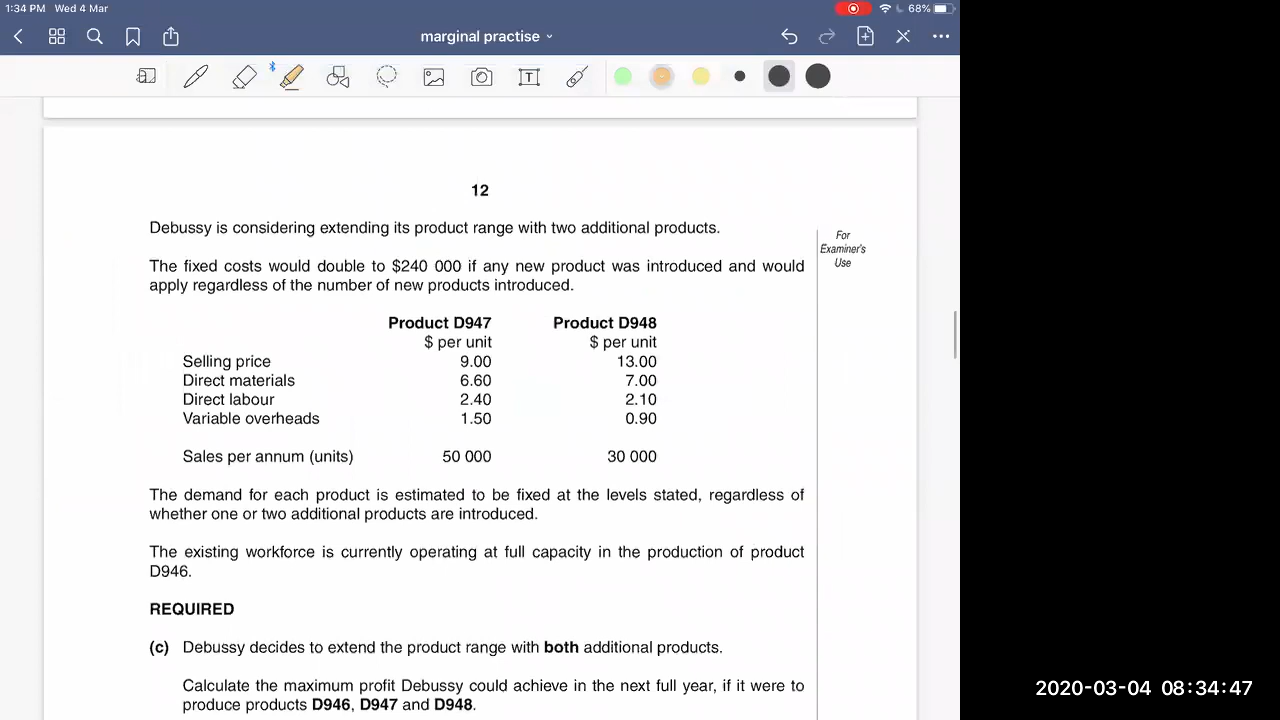 1:34 PM Wed 4 Mar
68%
marginal practise
T
12
Debussy is considering extending its product range with two additional products.
For
Examiner's
Use
The fixed costs would double to $240 000 if any new product was introduced and would
apply regardless of the number of new products introduced.
Product D947 Product D948
$ per unit $ per unit
Selling price 9.00 13.00
Direct materials 6.60 7.00
Direct labour 2.40 2.10
Variable overheads 1.50 0.90
Sales per annum (units) 50 000 30 000
The demand for each product is estimated to be fixed at the levels stated, regardless of
whether one or two additional products are introduced.
The existing workforce is currently operating at full capacity in the production of product
D946.
REQUIRED
(c) Debussy decides to extend the product range with both additional products.
Calculate the maximum profit Debussy could achieve in the next full year, if it were to
produce products D946, D947 and D948.
2020-03-04 08:34:47